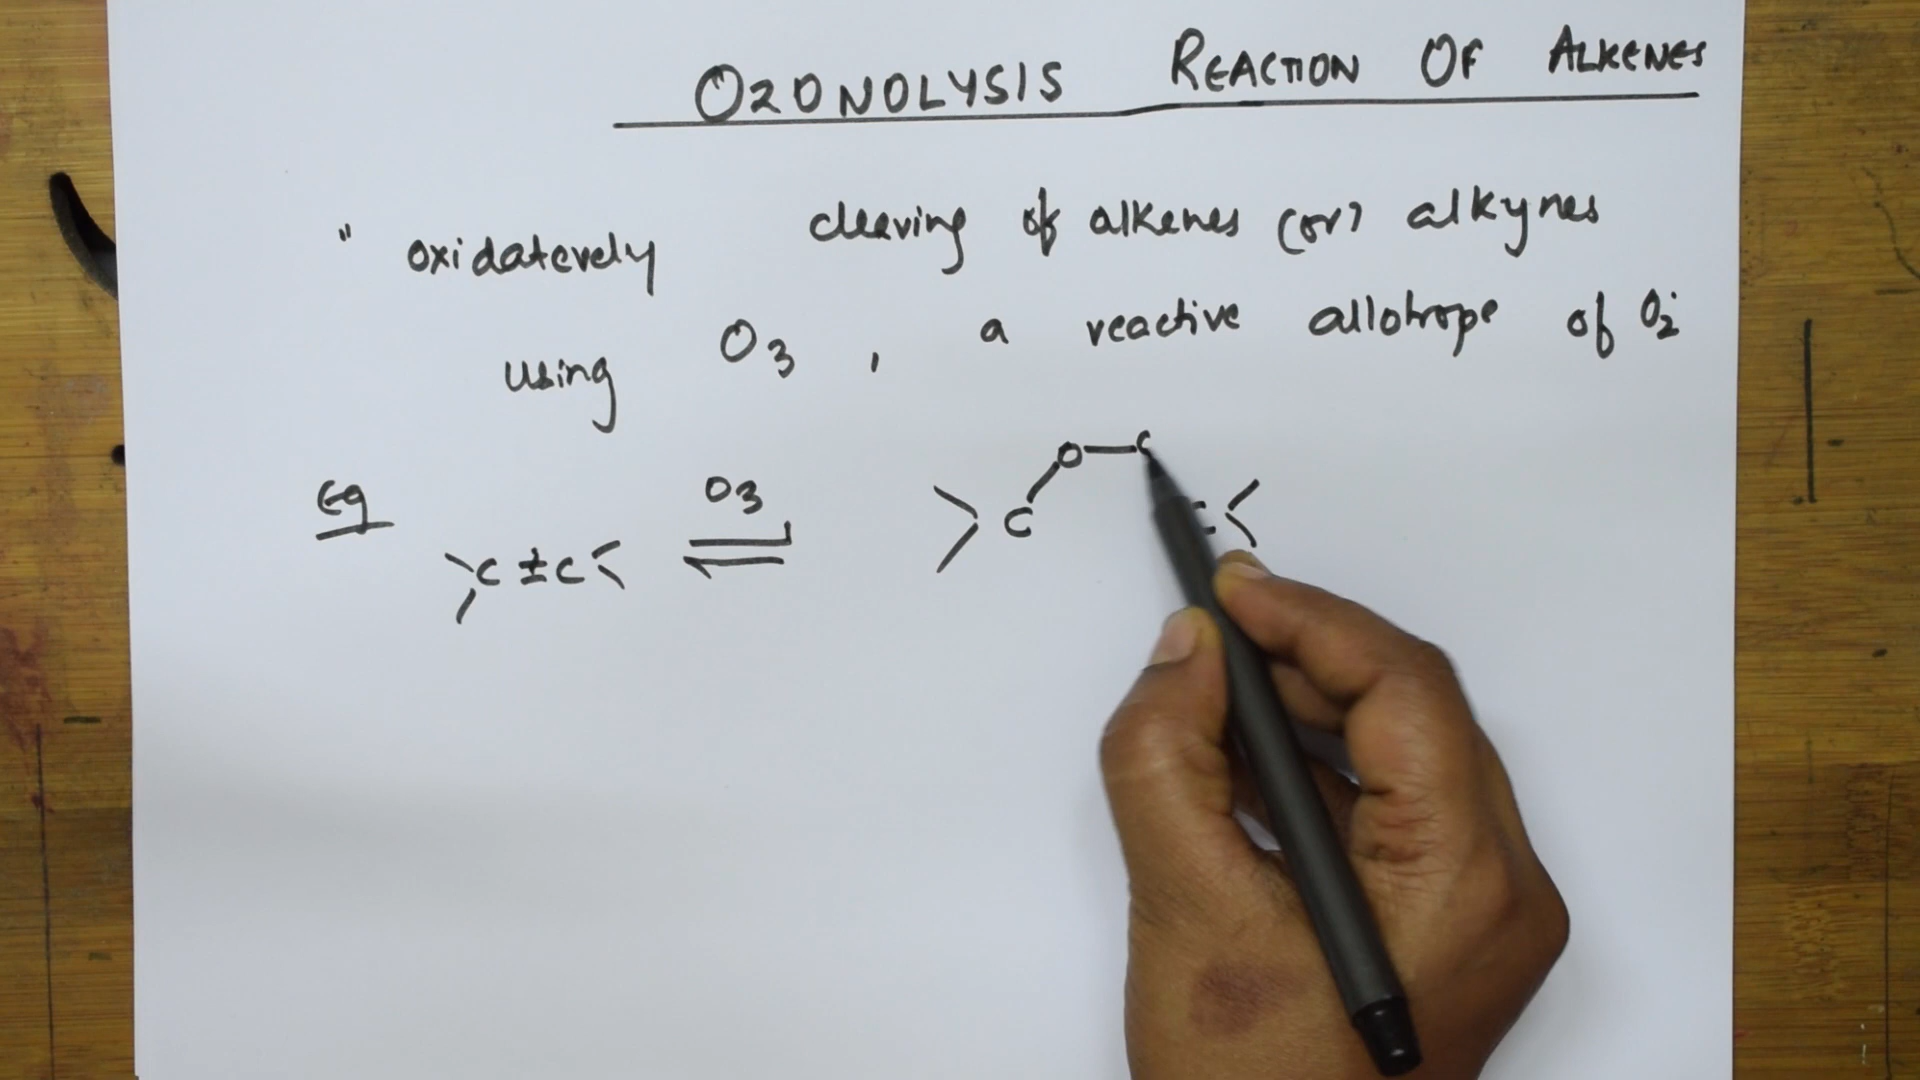 OZONOLYSIS REACTION OF ALKENES
" oxidatevely cleaving of alkenes (or) alkynes
using O3, a reactive allotrope of O2
Eg
O3
C = C
C O C